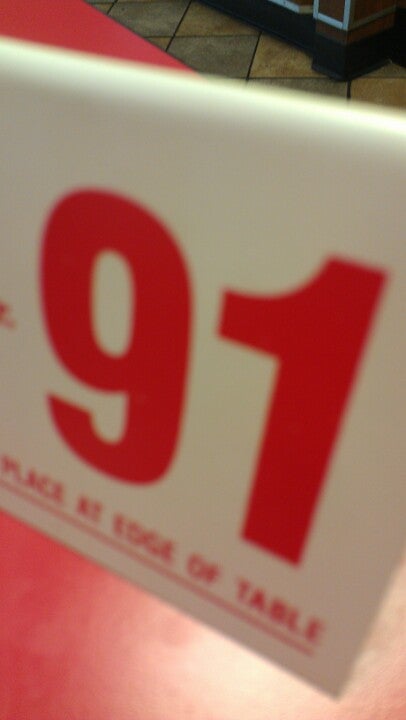 91
PLACE AT EDGE OF TABLE